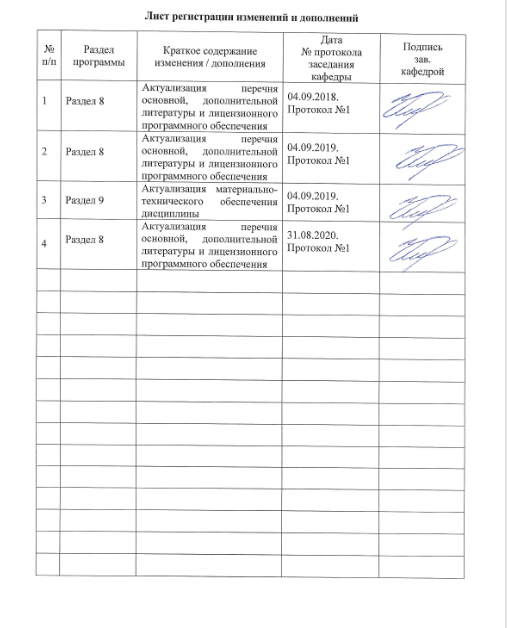 Лист регистрации изменений и дополнений
№
п/п
Раздел
программы
Краткое содержание
изменения / дополнения
Дата
№ протокола
заседания
кафедры
Подпись
зав.
кафедрой
1
Раздел 8
Актуализация перечня
основной, дополнительной
литературы и лицензионного
программного обеспечения
04.09.2018.
Протокол №1
2
Раздел 8
Актуализация перечня
основной, дополнительной
литературы и лицензионного
программного обеспечения
04.09.2019.
Протокол №1
3
Раздел 9
Актуализация материально-
технического обеспечения
дисциплины
04.09.2019.
Протокол №1
4
Раздел 8
Актуализация перечня
основной, дополнительной
литературы и лицензионного
программного обеспечения
31.08.2020.
Протокол №1